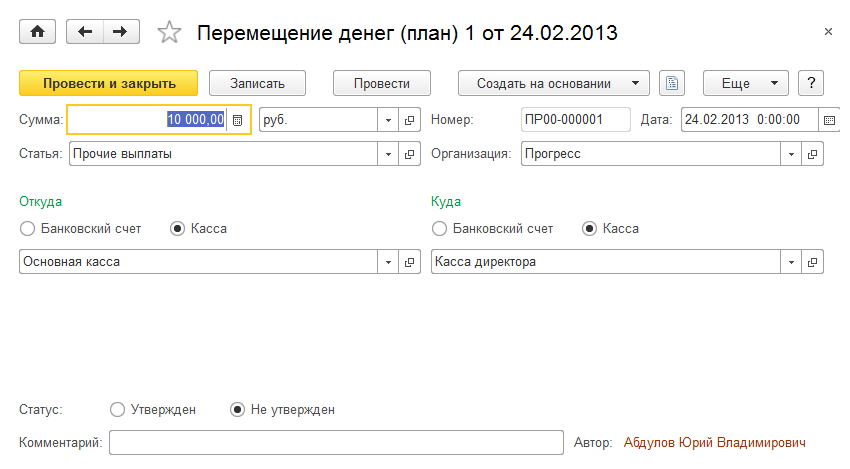 Перемещение денег (план) 1 от 24.02.2013
Провести и закрыть Записать Провести Создать на основании Еще ?
Сумма: 10 000,00 руб. Номер: ПР00-000001 Дата: 24.02.2013 0:00:00
Статья: Прочие выплаты Организация: Прогресс
Откуда Куда
Банковский счет Касса Банковский счет Касса
Основная касса Касса директора
Статус: Утвержден Не утвержден
Комментарий: Автор: Абдулов Юрий Владимирович